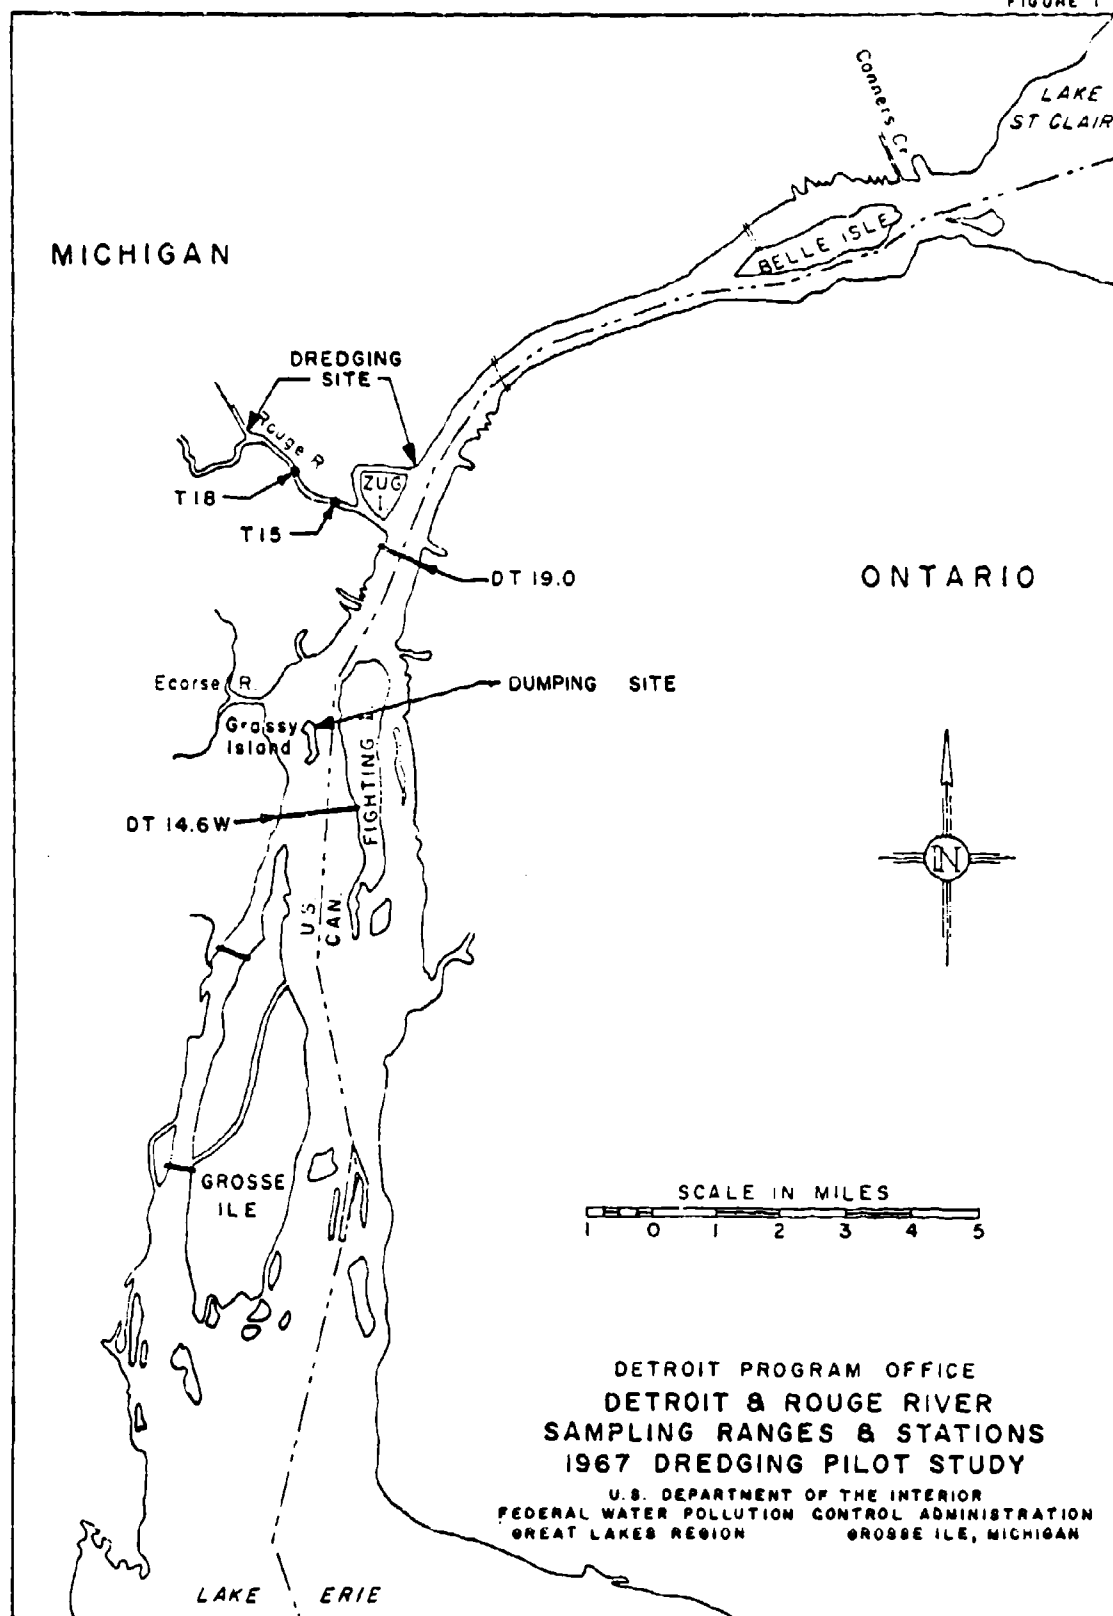 FIGURE 1
Conners Cr
LAKE
ST CLAIR
MICHIGAN
BELLE ISLE
DREDGING
SITE
Rouge R
ZUG
I
T18
T15
DT 19.0
ONTARIO
Ecorse R.
DUMPING SITE
Grassy
Island
FIGHTING I
DT 14.6W
U.S.
CAN.
N
GROSSE
ILE
SCALE IN MILES
1 0 1 2 3 4 5
DETROIT PROGRAM OFFICE
DETROIT & ROUGE RIVER
SAMPLING RANGES & STATIONS
1967 DREDGING PILOT STUDY
U.S. DEPARTMENT OF THE INTERIOR
FEDERAL WATER POLLUTION CONTROL ADMINISTRATION
GREAT LAKES REGION GROSSE ILE, MICHIGAN
LAKE ERIE